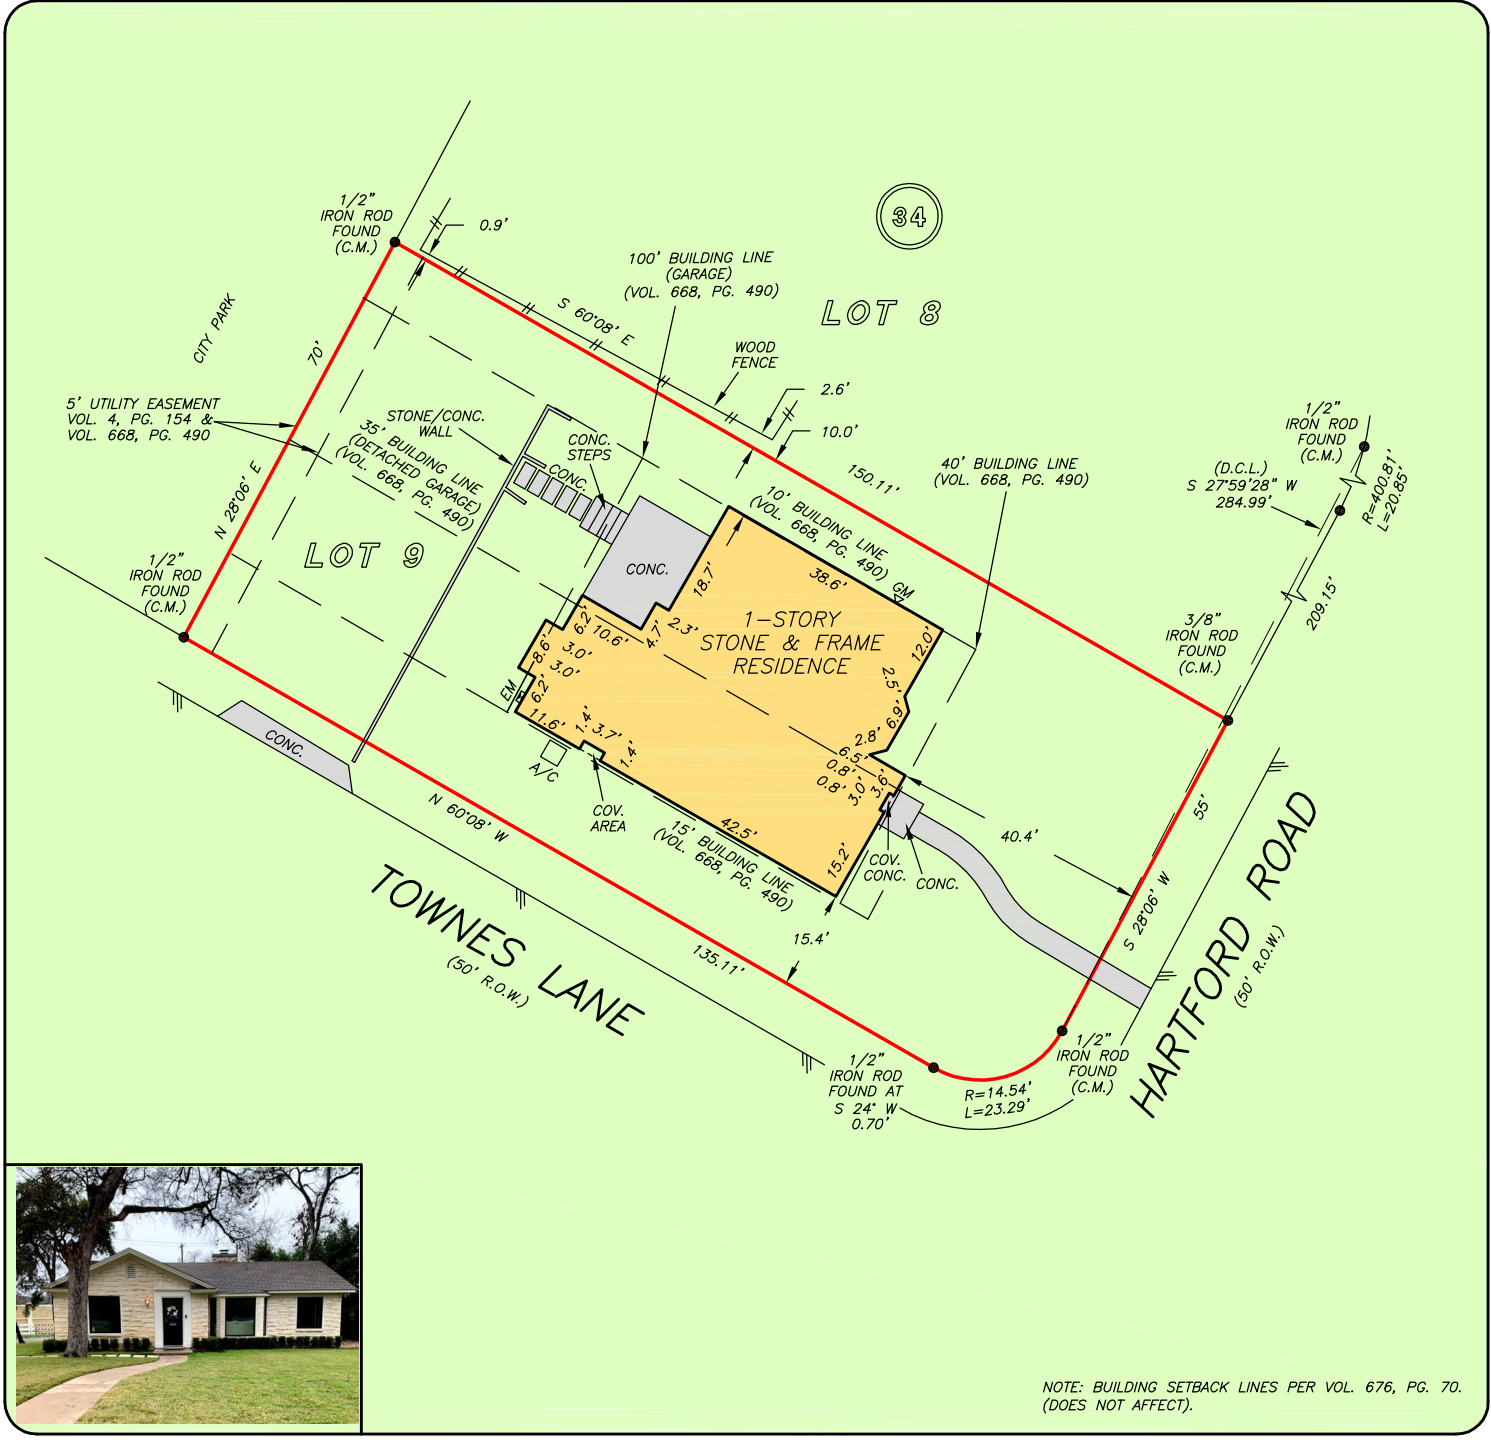 1/2"
IRON ROD
FOUND
(C.M.)
0.9'
34
100' BUILDING LINE
(GARAGE)
(VOL. 668, PG. 490)
S 60°08' E
LOT 8
CITY PARK
70'
WOOD
FENCE
2.6'
10.0'
5' UTILITY EASEMENT
VOL. 4, PG. 154 &
VOL. 668, PG. 490
STONE/CONC.
WALL
35' BUILDING LINE
(DETACHED GARAGE)
(VOL. 668, PG. 490)
CONC.
STEPS
CONC.
150.11'
40' BUILDING LINE
(VOL. 668, PG. 490)
1/2"
IRON ROD
FOUND
(C.M.)
(D.C.L.)
S 27°59'28" W
284.99'
R=400.81'
L=20.85'
N 28°06' E
10' BUILDING LINE
(VOL. 668, PG. 490)
GM
LOT 9
1/2"
IRON ROD
FOUND
(C.M.)
CONC.
18.7'
38.6'
209.15'
1-STORY
STONE & FRAME
RESIDENCE
12.0'
3/8"
IRON ROD
FOUND
(C.M.)
6.2'
10.6'
4.7'
2.3'
8.6'
3.0'
3.0'
6.2'
EM
11.6'
1.4'
3.7'
1.4'
2.5'
6.9'
2.8'
6.5'
0.8'
0.8'
3.0'
3.6'
CONC.
A/C
COV.
AREA
42.5'
15' BUILDING LINE
(VOL. 668, PG. 490)
15.2'
COV.
CONC.
CONC.
40.4'
55'
S 28°06' W
N 60°08' W
TOWNES LANE
(50' R.O.W.)
135.11'
15.4'
HARTFORD ROAD
(50' R.O.W.)
1/2"
IRON ROD
FOUND AT
S 24° W
0.70'
R=14.54'
L=23.29'
1/2"
IRON ROD
FOUND
(C.M.)
NOTE: BUILDING SETBACK LINES PER VOL. 676, PG. 70.
(DOES NOT AFFECT).